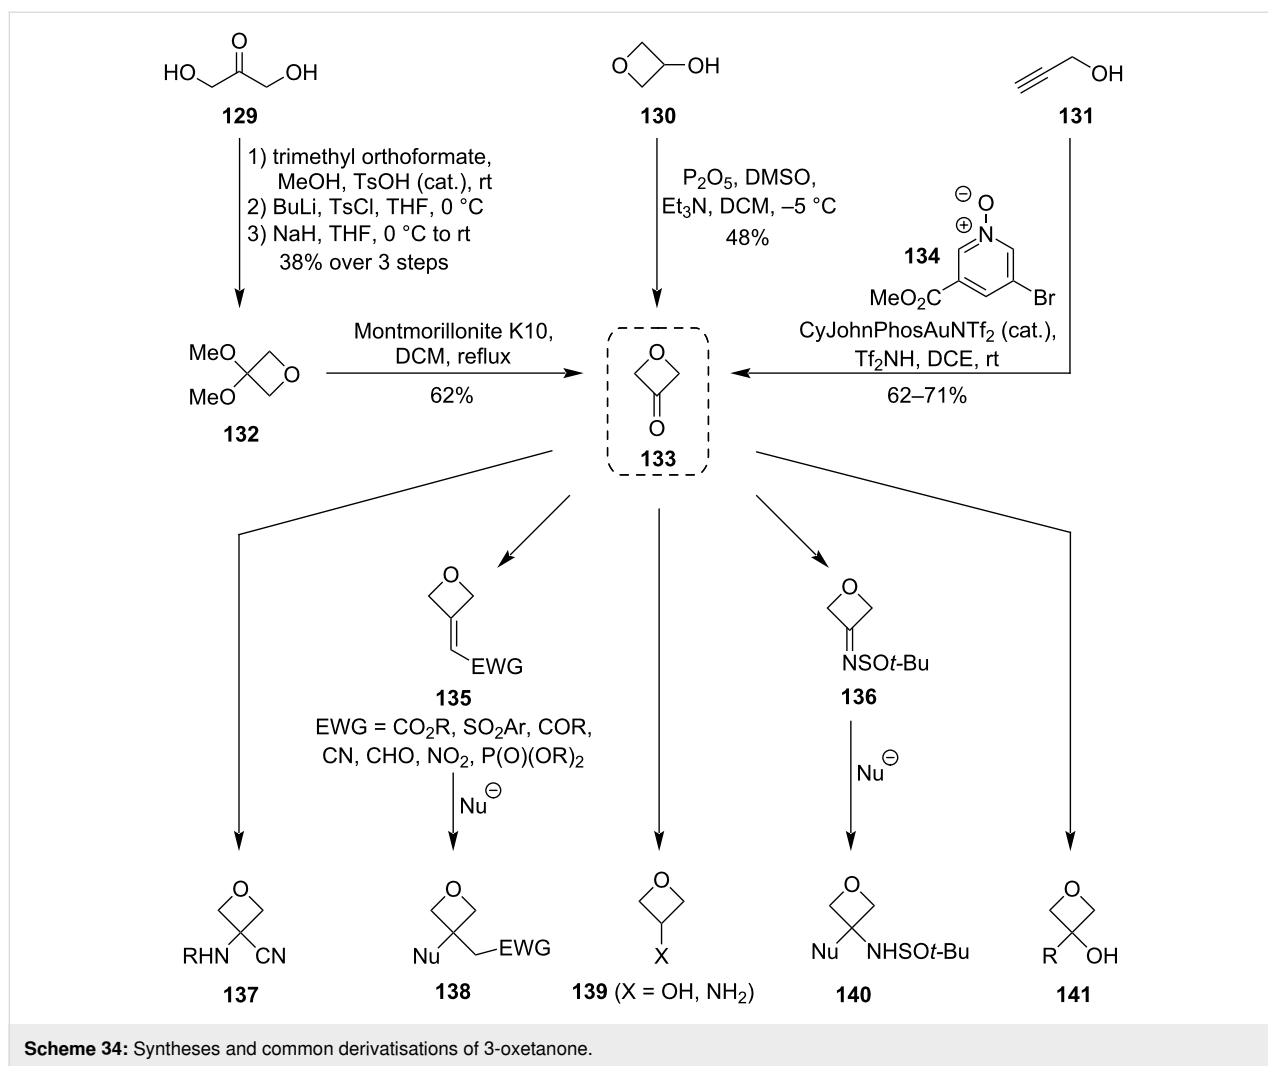 O
HO OH
129
O OH
130
OH
131
1) trimethyl orthoformate,
MeOH, TsOH (cat.), rt
2) BuLi, TsCl, THF, 0 °C
3) NaH, THF, 0 °C to rt
38% over 3 steps
P₂O₅, DMSO,
Et₃N, DCM, –5 °C
48%
⊖
O
⊕ N
134
MeO₂C Br
CyJohnPhosAuNTf₂ (cat.),
Tf₂NH, DCE, rt
62–71%
MeO
O
MeO
132
Montmorillonite K10,
DCM, reflux
62%
O
O
133
O
EWG
135
EWG = CO₂R, SO₂Ar, COR,
CN, CHO, NO₂, P(O)(OR)₂
Nu⊖
O
NSOt-Bu
136
Nu⊖
O
RHN CN
137
O
Nu EWG
138
O
X
139 (X = OH, NH₂)
O
Nu NHSOt-Bu
140
O
R OH
141
Scheme 34: Syntheses and common derivatisations of 3-oxetanone.